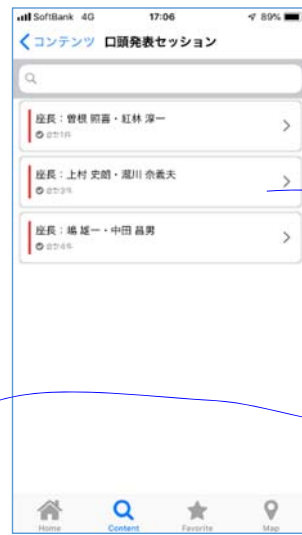 SoftBank 4G 17:06 89%
コンテンツ 口頭発表セッション
座長：曽根 照喜・紅林 淳一
座長：上村 史朗・瀧川 奈義夫
座長：嶋 雄一・中田 昌男
Home Content Favorite Map